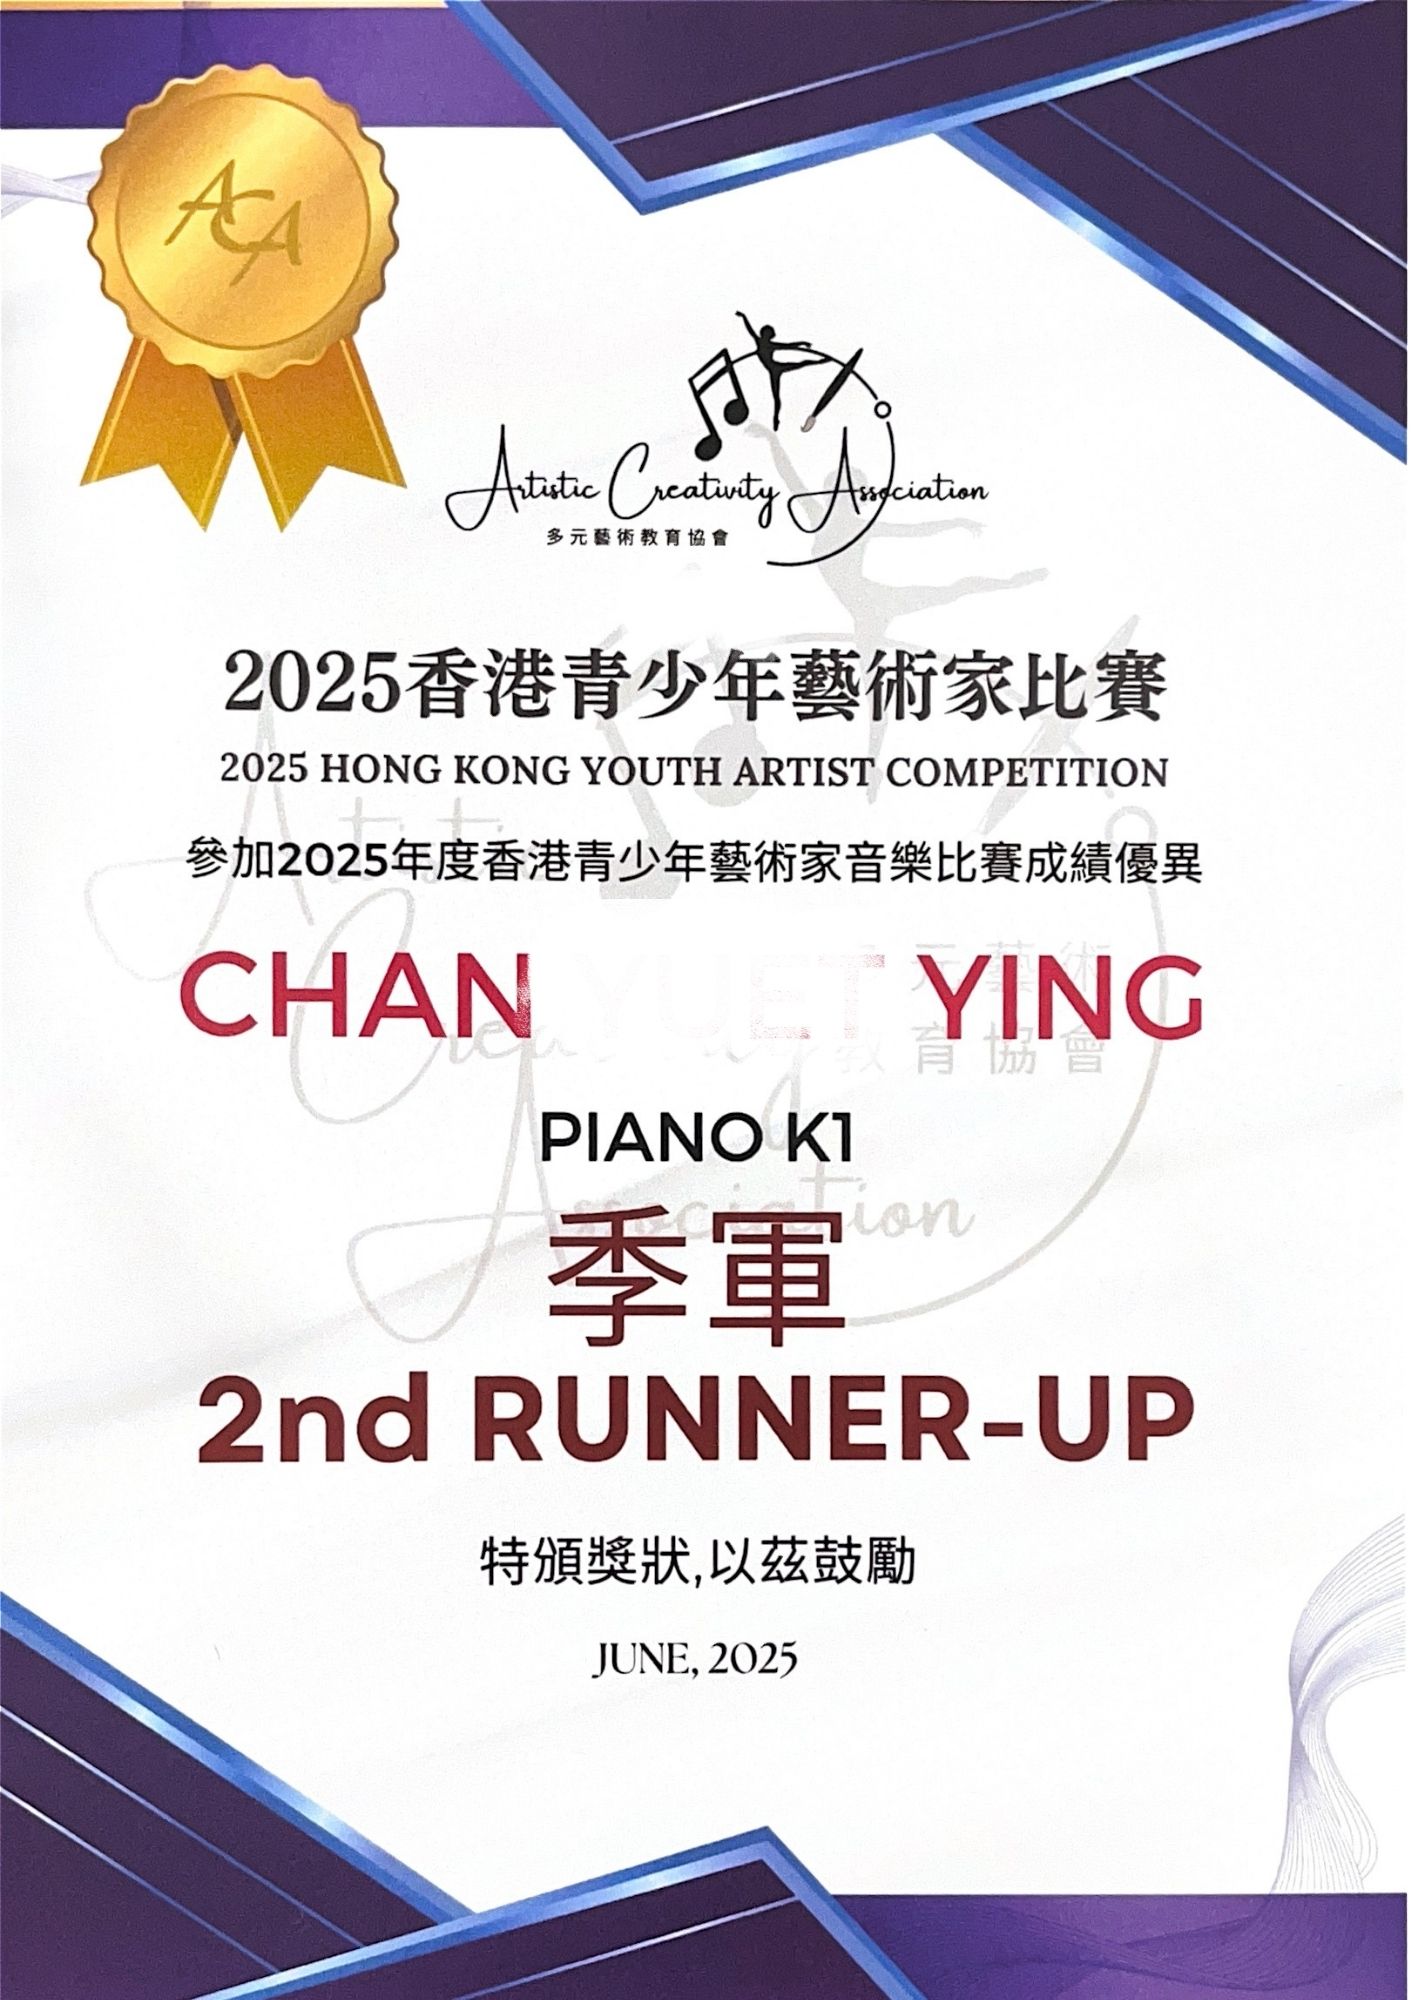 ACA
Artistic Creativity Association
多元藝術教育協會
2025香港青少年藝術家比賽
2025 HONG KONG YOUTH ARTIST COMPETITION
參加2025年度香港青少年藝術家音樂比賽成績優異
CHAN YUET YING
PIANO K1
季軍
2nd RUNNER-UP
特頒獎狀,以茲鼓勵
JUNE, 2025